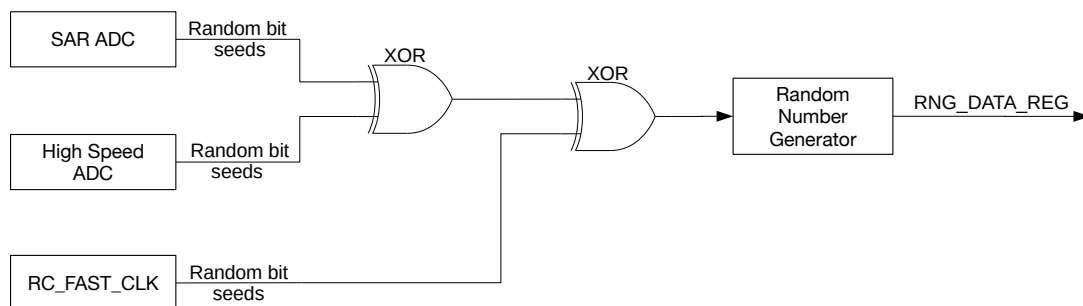 SAR ADC
Random bit
seeds
XOR
XOR
Random
Number
Generator
RNG_DATA_REG
High Speed
ADC
Random bit
seeds
RC_FAST_CLK
Random bit
seeds